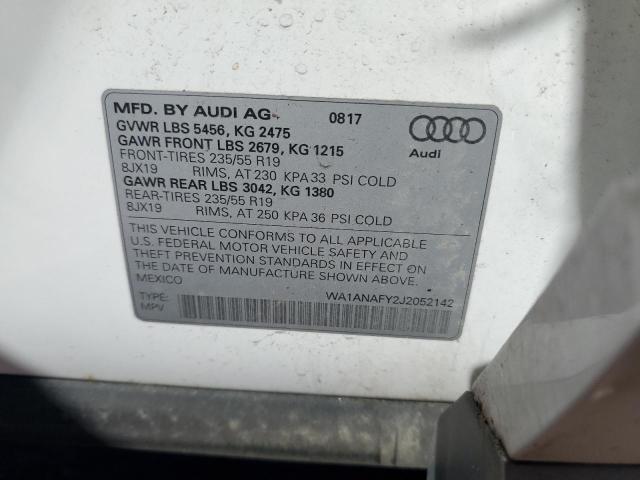 MFD. BY AUDI AG 0817
GVWR LBS 5456, KG 2475
GAWR FRONT LBS 2679, KG 1215
FRONT-TIRES 235/55 R19
8JX19 RIMS, AT 230 KPA 33 PSI COLD
GAWR REAR LBS 3042, KG 1380
REAR-TIRES 235/55 R19
8JX19 RIMS, AT 250 KPA 36 PSI COLD
Audi
THIS VEHICLE CONFORMS TO ALL APPLICABLE
U.S. FEDERAL MOTOR VEHICLE SAFETY AND
THEFT PREVENTION STANDARDS IN EFFECT ON
THE DATE OF MANUFACTURE SHOWN ABOVE.
MEXICO
TYPE: WA1ANAFY2J2052142
MPV